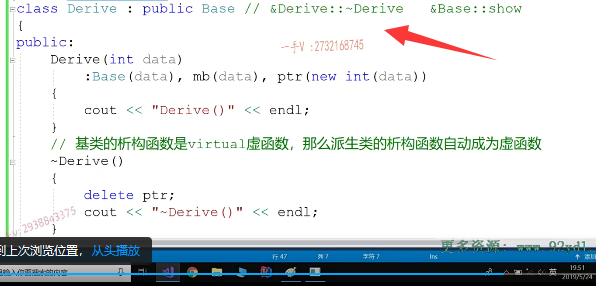 class Derive : public Base // &Derive::~Derive   &Base::show
{
一手V :2732168745
public:
    Derive(int data)
        :Base(data), mb(data), ptr(new int(data))
    {
        cout << "Derive()" << endl;
    }
    // 基类的析构函数是virtual虚函数，那么派生类的析构函数自动成为虚函数
    ~Derive()
    {
        delete ptr;
        cout << "~Derive()" << endl;
    }
2938843375
到上次浏览位置，从头播放
更多资源：www.92xdl
行 47 列 7 字符 7 Ins
英 19:51
2019/5/24